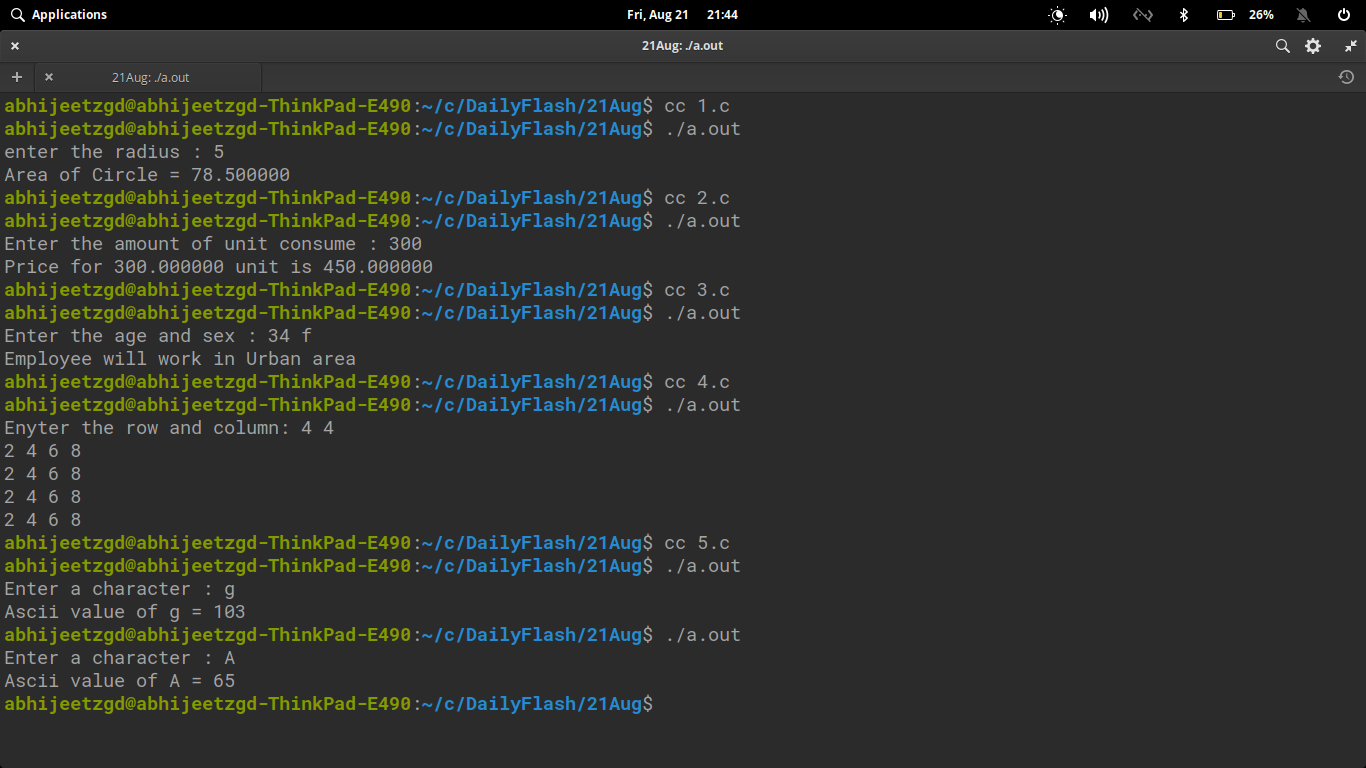 Applications Fri, Aug 21 21:44 26%
21Aug: ./a.out
21Aug: ./a.out
abhijeetzgd@abhijeetzgd-ThinkPad-E490:~/c/DailyFlash/21Aug$ cc 1.c
abhijeetzgd@abhijeetzgd-ThinkPad-E490:~/c/DailyFlash/21Aug$ ./a.out
enter the radius : 5
Area of Circle = 78.500000
abhijeetzgd@abhijeetzgd-ThinkPad-E490:~/c/DailyFlash/21Aug$ cc 2.c
abhijeetzgd@abhijeetzgd-ThinkPad-E490:~/c/DailyFlash/21Aug$ ./a.out
Enter the amount of unit consume : 300
Price for 300.000000 unit is 450.000000
abhijeetzgd@abhijeetzgd-ThinkPad-E490:~/c/DailyFlash/21Aug$ cc 3.c
abhijeetzgd@abhijeetzgd-ThinkPad-E490:~/c/DailyFlash/21Aug$ ./a.out
Enter the age and sex : 34 f
Employee will work in Urban area
abhijeetzgd@abhijeetzgd-ThinkPad-E490:~/c/DailyFlash/21Aug$ cc 4.c
abhijeetzgd@abhijeetzgd-ThinkPad-E490:~/c/DailyFlash/21Aug$ ./a.out
Enyter the row and column: 4 4
2 4 6 8
2 4 6 8
2 4 6 8
2 4 6 8
abhijeetzgd@abhijeetzgd-ThinkPad-E490:~/c/DailyFlash/21Aug$ cc 5.c
abhijeetzgd@abhijeetzgd-ThinkPad-E490:~/c/DailyFlash/21Aug$ ./a.out
Enter a character : g
Ascii value of g = 103
abhijeetzgd@abhijeetzgd-ThinkPad-E490:~/c/DailyFlash/21Aug$ ./a.out
Enter a character : A
Ascii value of A = 65
abhijeetzgd@abhijeetzgd-ThinkPad-E490:~/c/DailyFlash/21Aug$